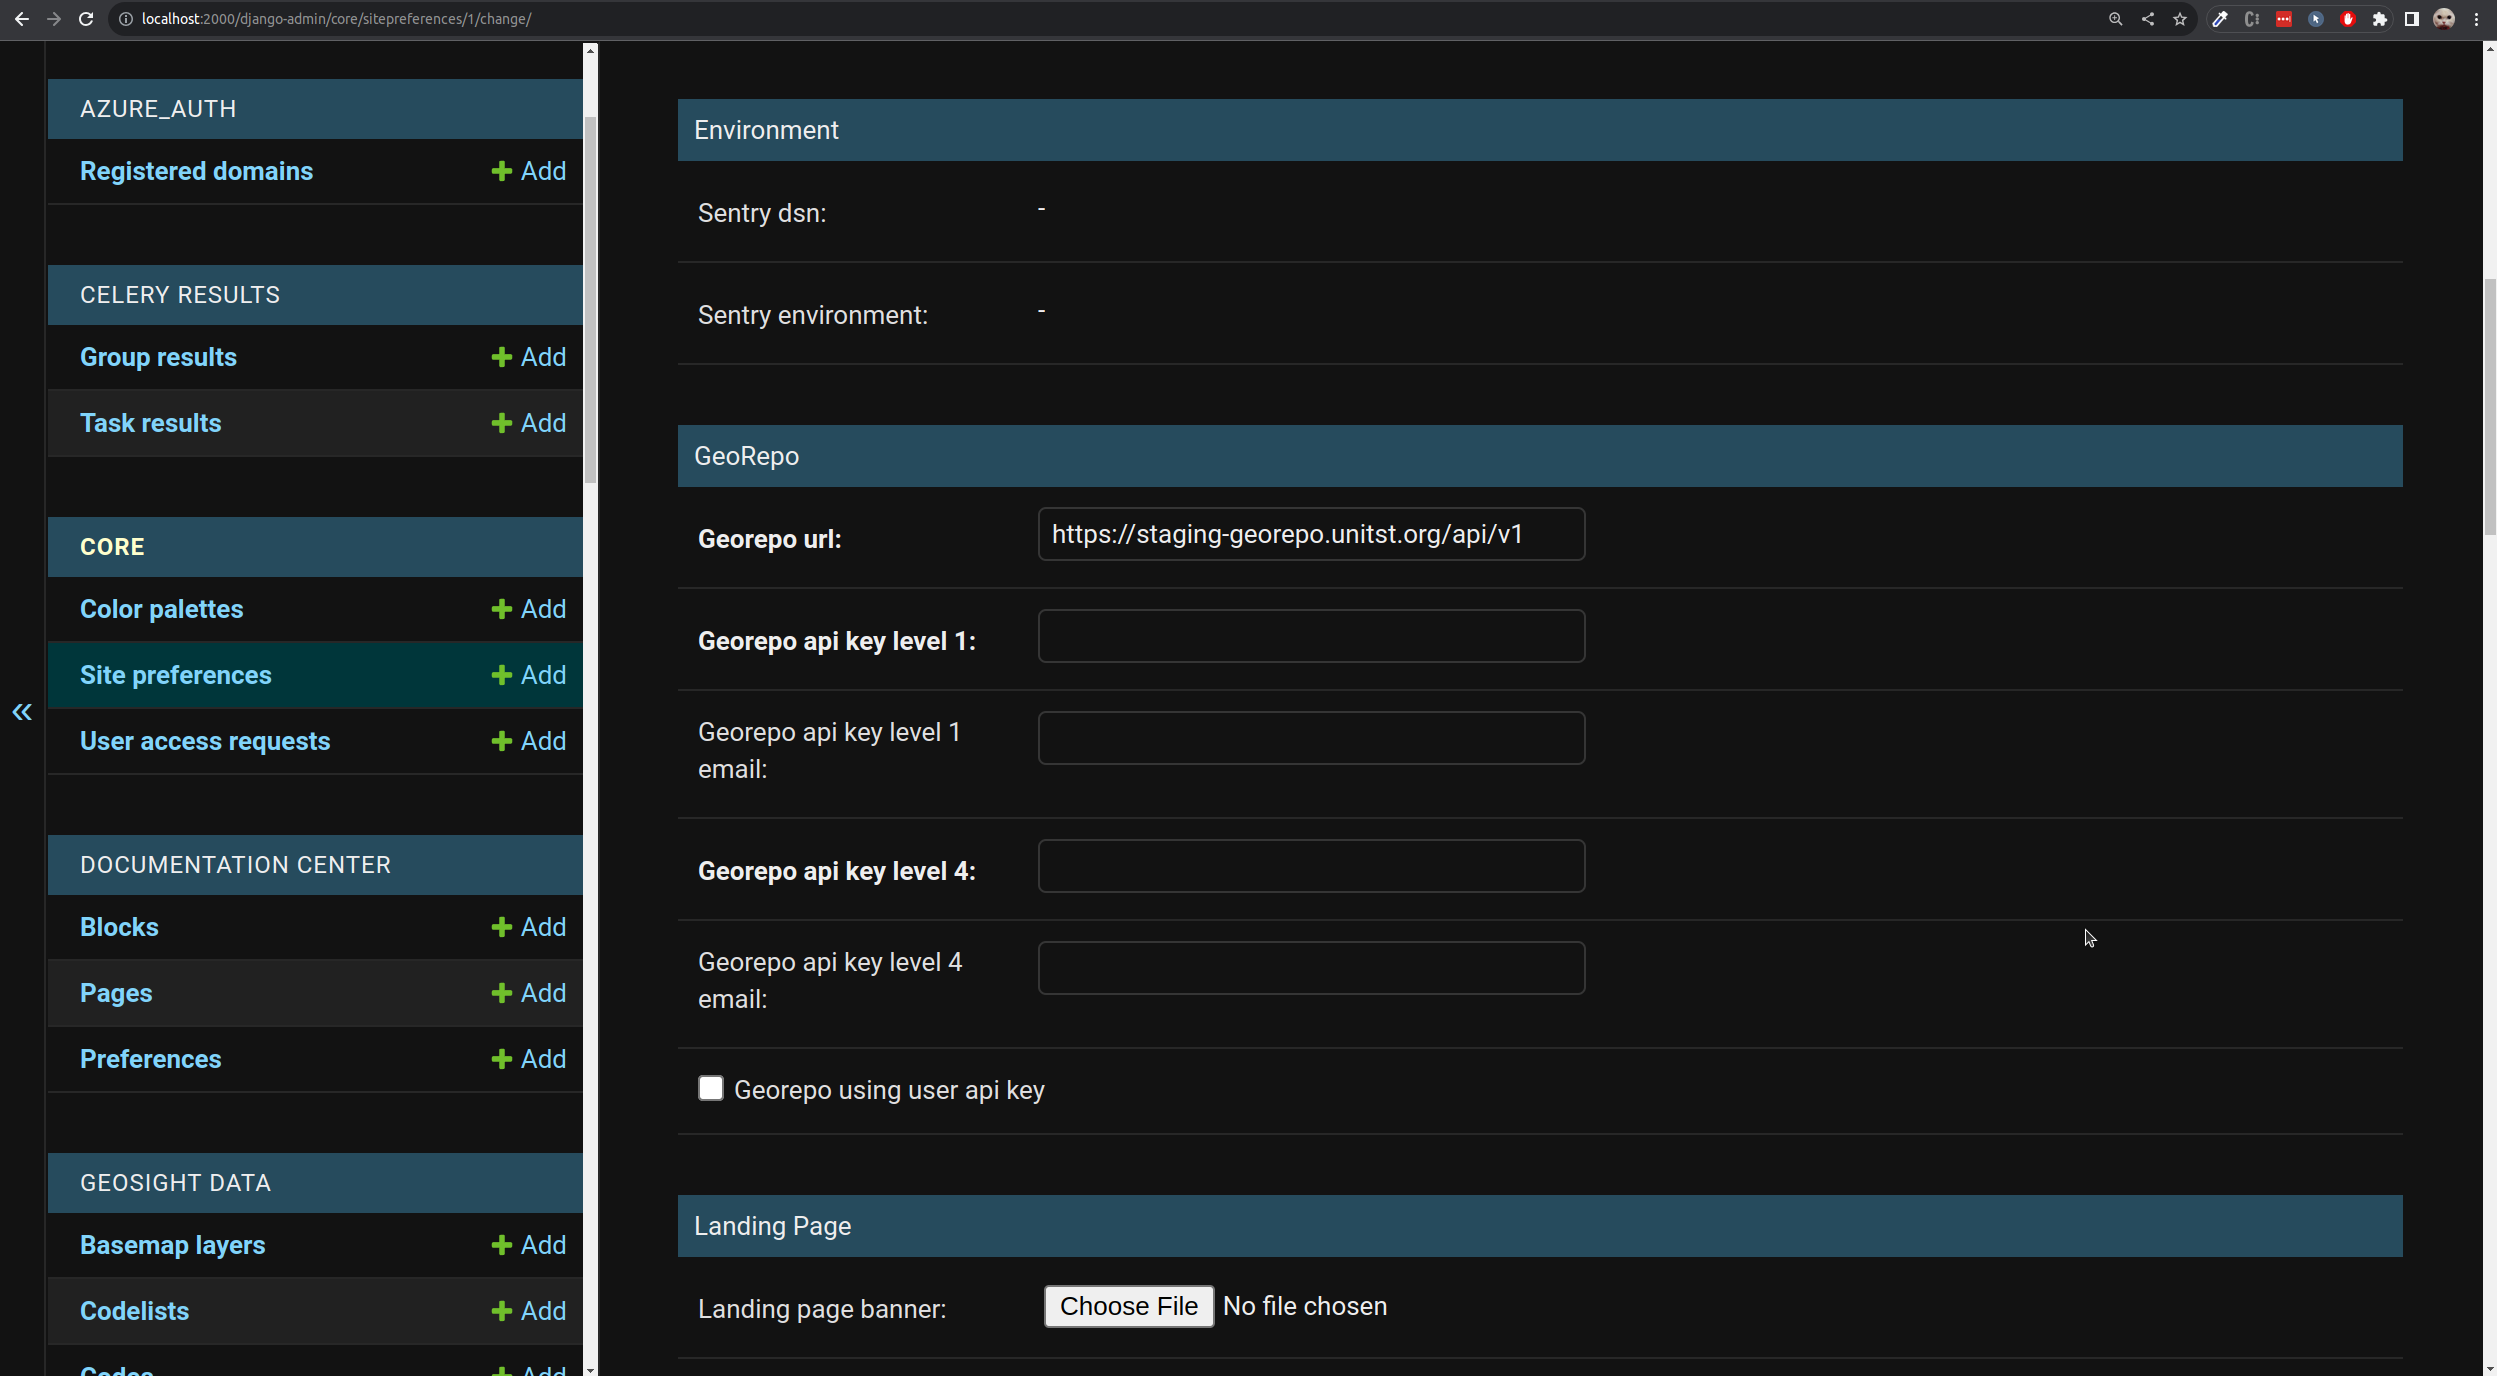 localhost:2000/django-admin/core/sitepreferences/1/change/
AZURE_AUTH
Registered domains Add
CELERY RESULTS
Group results Add
Task results Add
CORE
Color palettes Add
Site preferences Add
User access requests Add
DOCUMENTATION CENTER
Blocks Add
Pages Add
Preferences Add
GEOSIGHT DATA
Basemap layers Add
Codelists Add
Codes Add
«
Environment
Sentry dsn: -
Sentry environment: -
GeoRepo
Georepo url: https://staging-georepo.unitst.org/api/v1
Georepo api key level 1:
Georepo api key level 1
email:
Georepo api key level 4:
Georepo api key level 4
email:
Georepo using user api key
Landing Page
Landing page banner: Choose File No file chosen